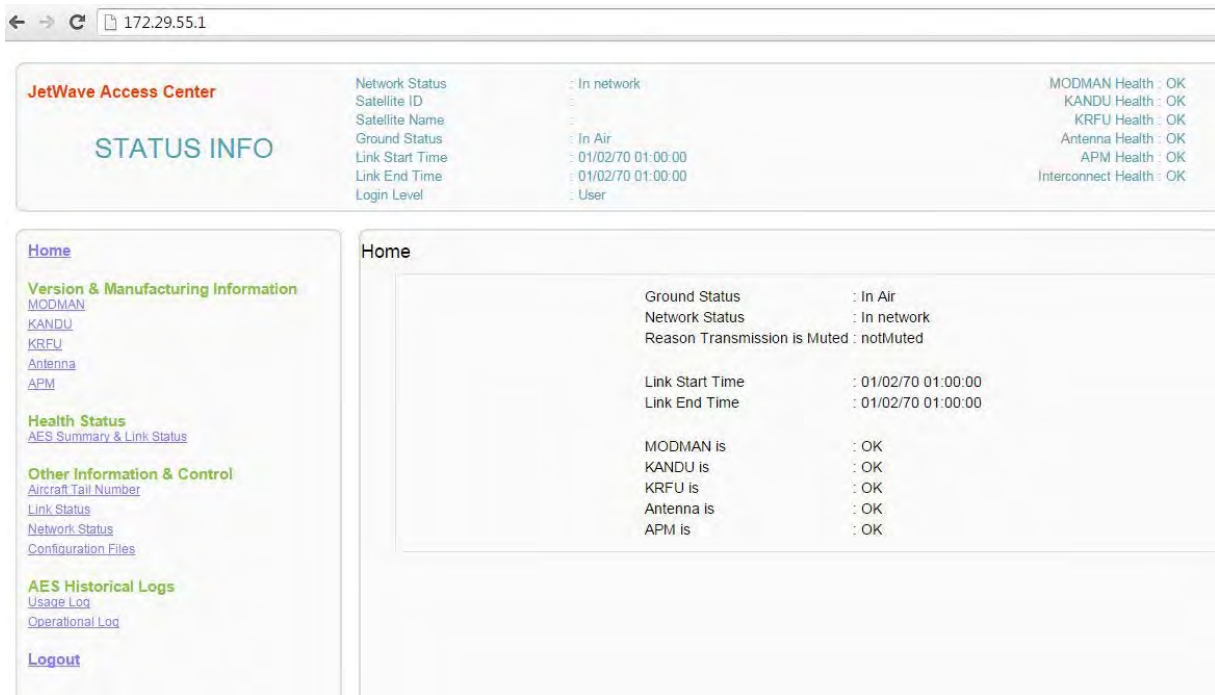 172.29.55.1
JetWave Access Center
STATUS INFO
Network Status : In network
Satellite ID :
Satellite Name :
Ground Status : In Air
Link Start Time : 01/02/70 01:00:00
Link End Time : 01/02/70 01:00:00
Login Level : User
MODMAN Health : OK
KANDU Health : OK
KRFU Health : OK
Antenna Health : OK
APM Health : OK
Interconnect Health : OK
Home
Version & Manufacturing Information
MODMAN
KANDU
KRFU
Antenna
APM
Health Status
AES Summary & Link Status
Other Information & Control
Aircraft Tail Number
Link Status
Network Status
Configuration Files
AES Historical Logs
Usage Log
Operational Log
Logout
Home
Ground Status : In Air
Network Status : In network
Reason Transmission is Muted : notMuted
Link Start Time : 01/02/70 01:00:00
Link End Time : 01/02/70 01:00:00
MODMAN is : OK
KANDU is : OK
KRFU is : OK
Antenna is : OK
APM is : OK